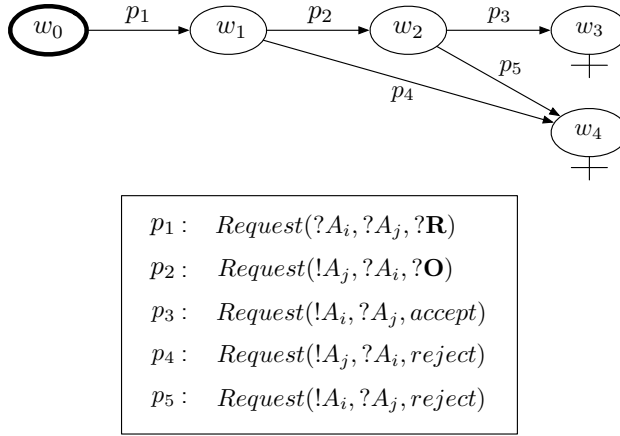 w₀ p₁ w₁ p₂ w₂ p₃ w₃
p₅
p₄
w₄
p₁ : Request(?Aᵢ, ?Aⱼ, ?R)
p₂ : Request(!Aⱼ, ?Aᵢ, ?O)
p₃ : Request(!Aᵢ, ?Aⱼ, accept)
p₄ : Request(!Aⱼ, ?Aᵢ, reject)
p₅ : Request(!Aᵢ, ?Aⱼ, reject)